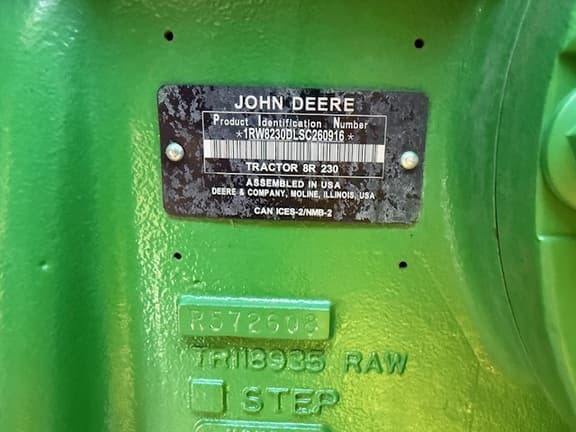 JOHN DEERE
Product Identification Number
*1RW8230DLSC260916*
TRACTOR 8R 230
ASSEMBLED IN USA
DEERE & COMPANY, MOLINE, ILLINOIS, USA
CAN ICES-2/NMB-2
R572608
TR118935 RAW
STEP